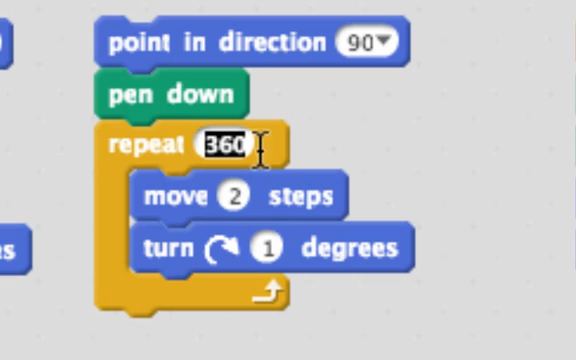 point in direction 90
pen down
repeat 360
move 2 steps
turn 1 degrees